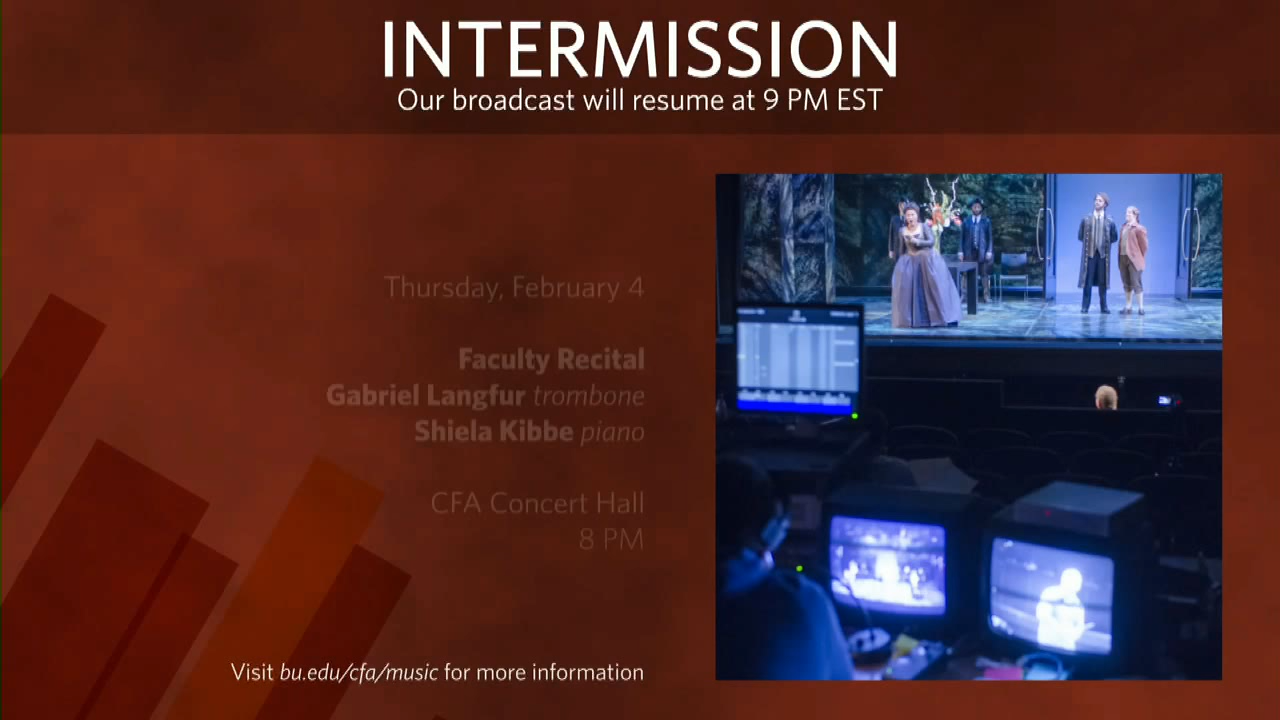 INTERMISSION
Our broadcast will resume at 9 PM EST
Thursday, February 4
Faculty Recital
Gabriel Langfur trombone
Shiela Kibbe piano
CFA Concert Hall
8 PM
Visit bu.edu/cfa/music for more information